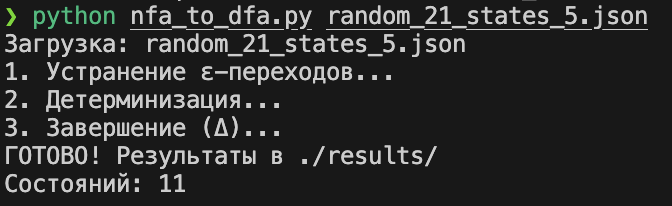 ❯ python nfa_to_dfa.py random_21_states_5.json
Загрузка: random_21_states_5.json
1. Устранение ε-переходов...
2. Детерминизация...
3. Завершение (Δ)...
ГОТОВО! Результаты в ./results/
Состояний: 11